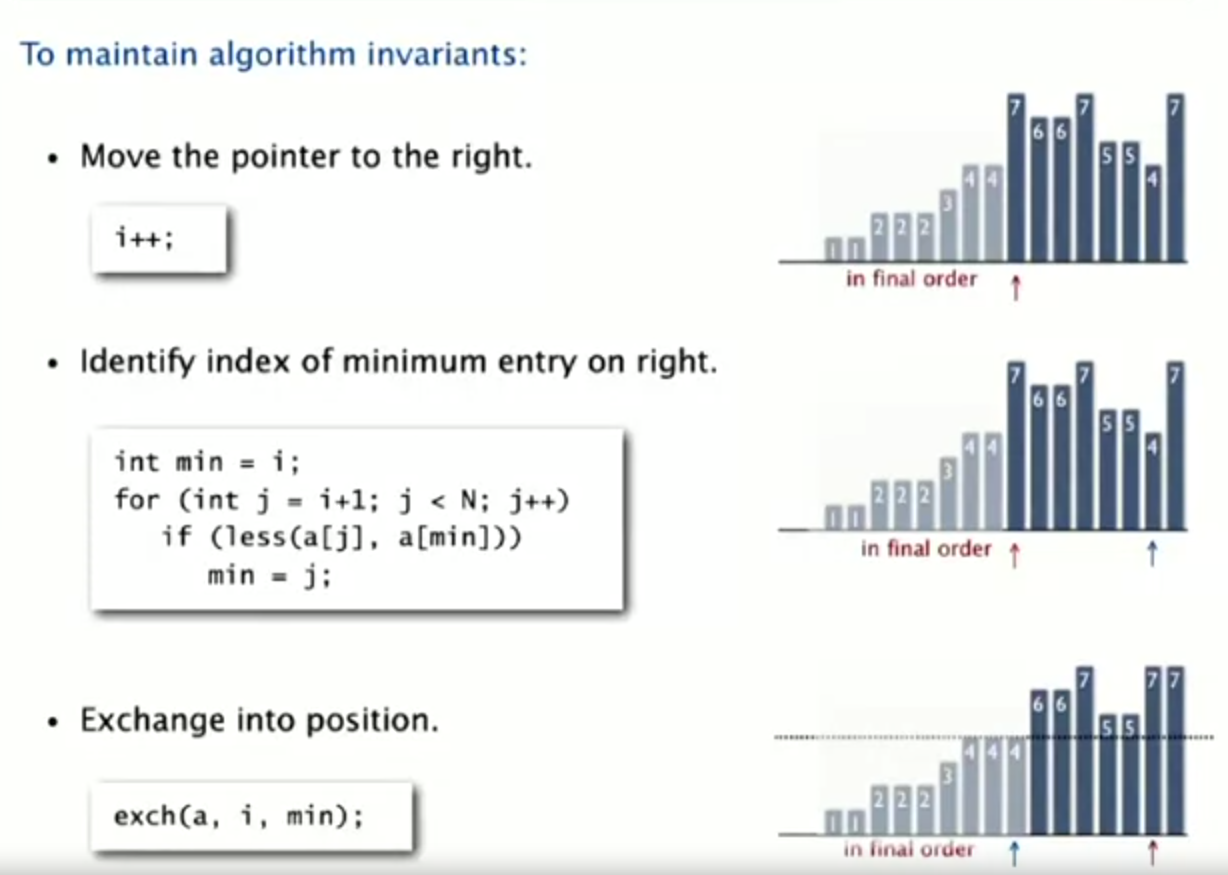 To maintain algorithm invariants:
• Move the pointer to the right.
i++;
1 1 2 2 2 3 4 4 7 6 6 7 5 5 4 7
in final order ↑
• Identify index of minimum entry on right.
int min = i;
for (int j = i+1; j < N; j++)
if (less(a[j], a[min]))
min = j;
1 1 2 2 2 3 4 4 7 6 6 7 5 5 4 7
in final order ↑ ↑
• Exchange into position.
exch(a, i, min);
1 1 2 2 2 3 4 4 4 6 6 7 5 5 7 7
in final order ↑ ↑